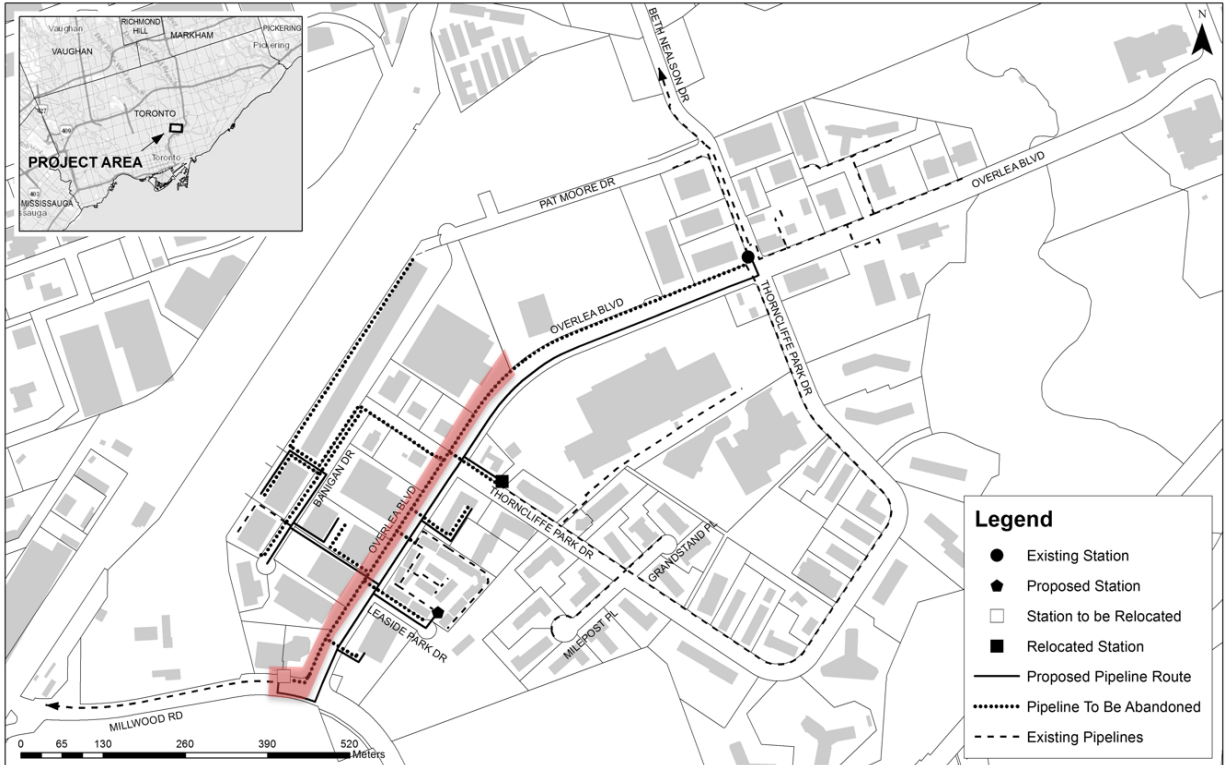 Vaughan
VAUGHAN
RICHMOND
HILL
MARKHAM
PICKERING
Pickering
TORONTO
409
PROJECT AREA
Toronto
MISSISSAUGA
ssauga
N
BETH NEALSON DR
PAT MOORE DR
OVERLEA BLVD
OVERLEA BLVD
THORNCLIFFE PARK DR
BANIGAN DR
OVERLEA BLVD
THORNCLIFFE PARK DR
GRANDSTAND PL
LEASIDE PARK DR
MILEPOST PL
MILLWOOD RD
0 65 130 260 390 520
Meters
Legend
Existing Station
Proposed Station
Station to be Relocated
Relocated Station
Proposed Pipeline Route
Pipeline To Be Abandoned
Existing Pipelines